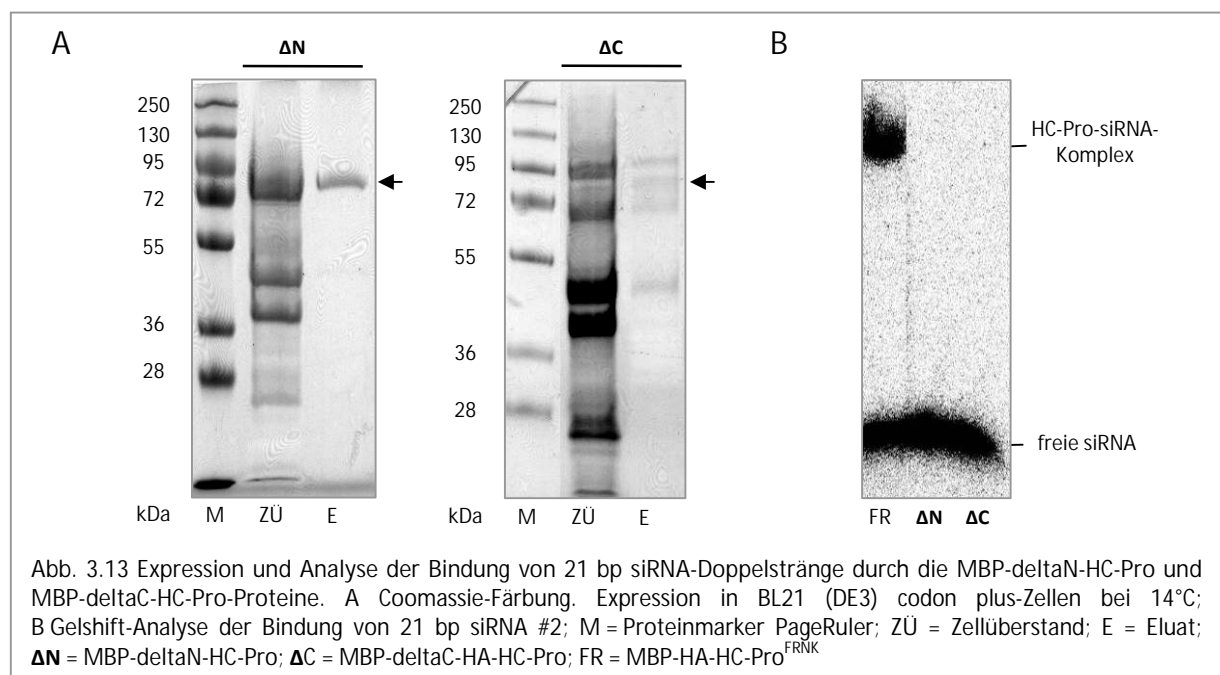 A
ΔN
250
130
95
72
55
36
28
kDa
M
ZÜ
E
ΔC
250
130
95
72
55
36
28
kDa
M
ZÜ
E
B
HC-Pro-siRNA-
Komplex
freie siRNA
FR
ΔN
ΔC
Abb. 3.13 Expression und Analyse der Bindung von 21 bp siRNA-Doppelstränge durch die MBP-deltaN-HC-Pro und
MBP-deltaC-HC-Pro-Proteine. A Coomassie-Färbung. Expression in BL21 (DE3) codon plus-Zellen bei 14°C;
B Gelshift-Analyse der Bindung von 21 bp siRNA #2; M = Proteinmarker PageRuler; ZÜ = Zellüberstand; E = Eluat;
ΔN = MBP-deltaN-HC-Pro; ΔC = MBP-deltaC-HA-HC-Pro; FR = MBP-HA-HC-Pro^FRNK